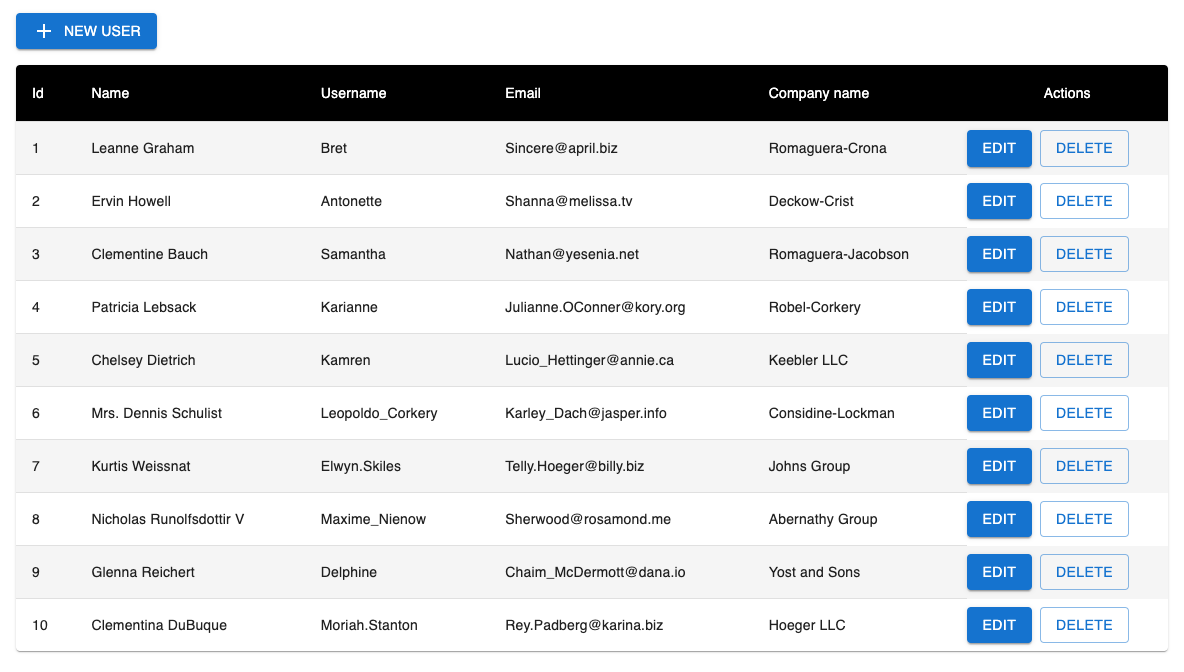 NEW USER
Id Name Username Email Company name Actions
1 Leanne Graham Bret Sincere@april.biz Romaguera-Crona EDIT DELETE
2 Ervin Howell Antonette Shanna@melissa.tv Deckow-Crist EDIT DELETE
3 Clementine Bauch Samantha Nathan@yesenia.net Romaguera-Jacobson EDIT DELETE
4 Patricia Lebsack Karianne Julianne.OConner@kory.org Robel-Corkery EDIT DELETE
5 Chelsey Dietrich Kamren Lucio_Hettinger@annie.ca Keebler LLC EDIT DELETE
6 Mrs. Dennis Schulist Leopoldo_Corkery Karley_Dach@jasper.info Considine-Lockman EDIT DELETE
7 Kurtis Weissnat Elwyn.Skiles Telly.Hoeger@billy.biz Johns Group EDIT DELETE
8 Nicholas Runolfsdottir V Maxime_Nienow Sherwood@rosamond.me Abernathy Group EDIT DELETE
9 Glenna Reichert Delphine Chaim_McDermott@dana.io Yost and Sons EDIT DELETE
10 Clementina DuBuque Moriah.Stanton Rey.Padberg@karina.biz Hoeger LLC EDIT DELETE